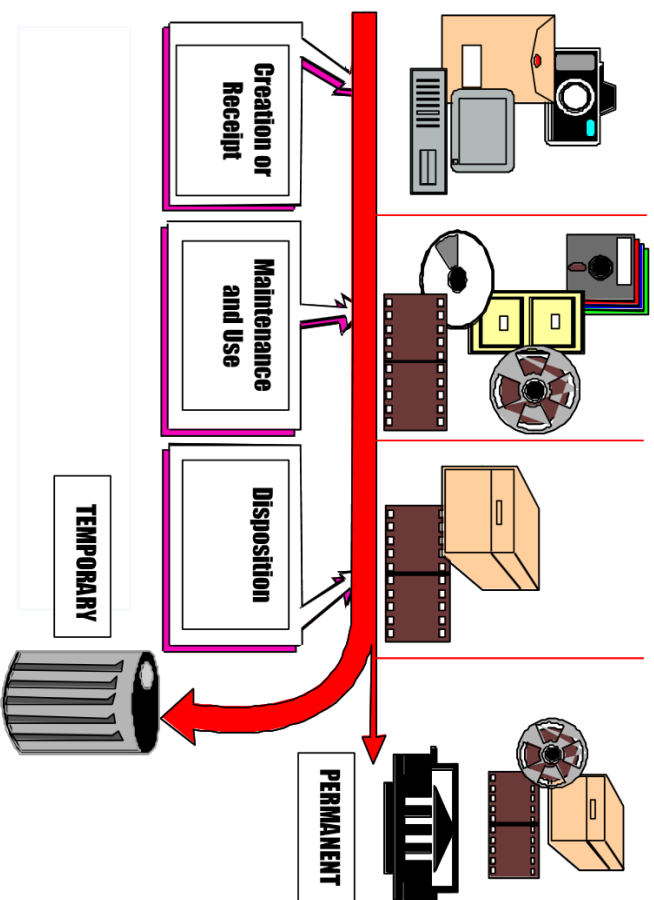 Creation or
Receipt
Maintenance
and Use
Disposition
TEMPORARY
PERMANENT